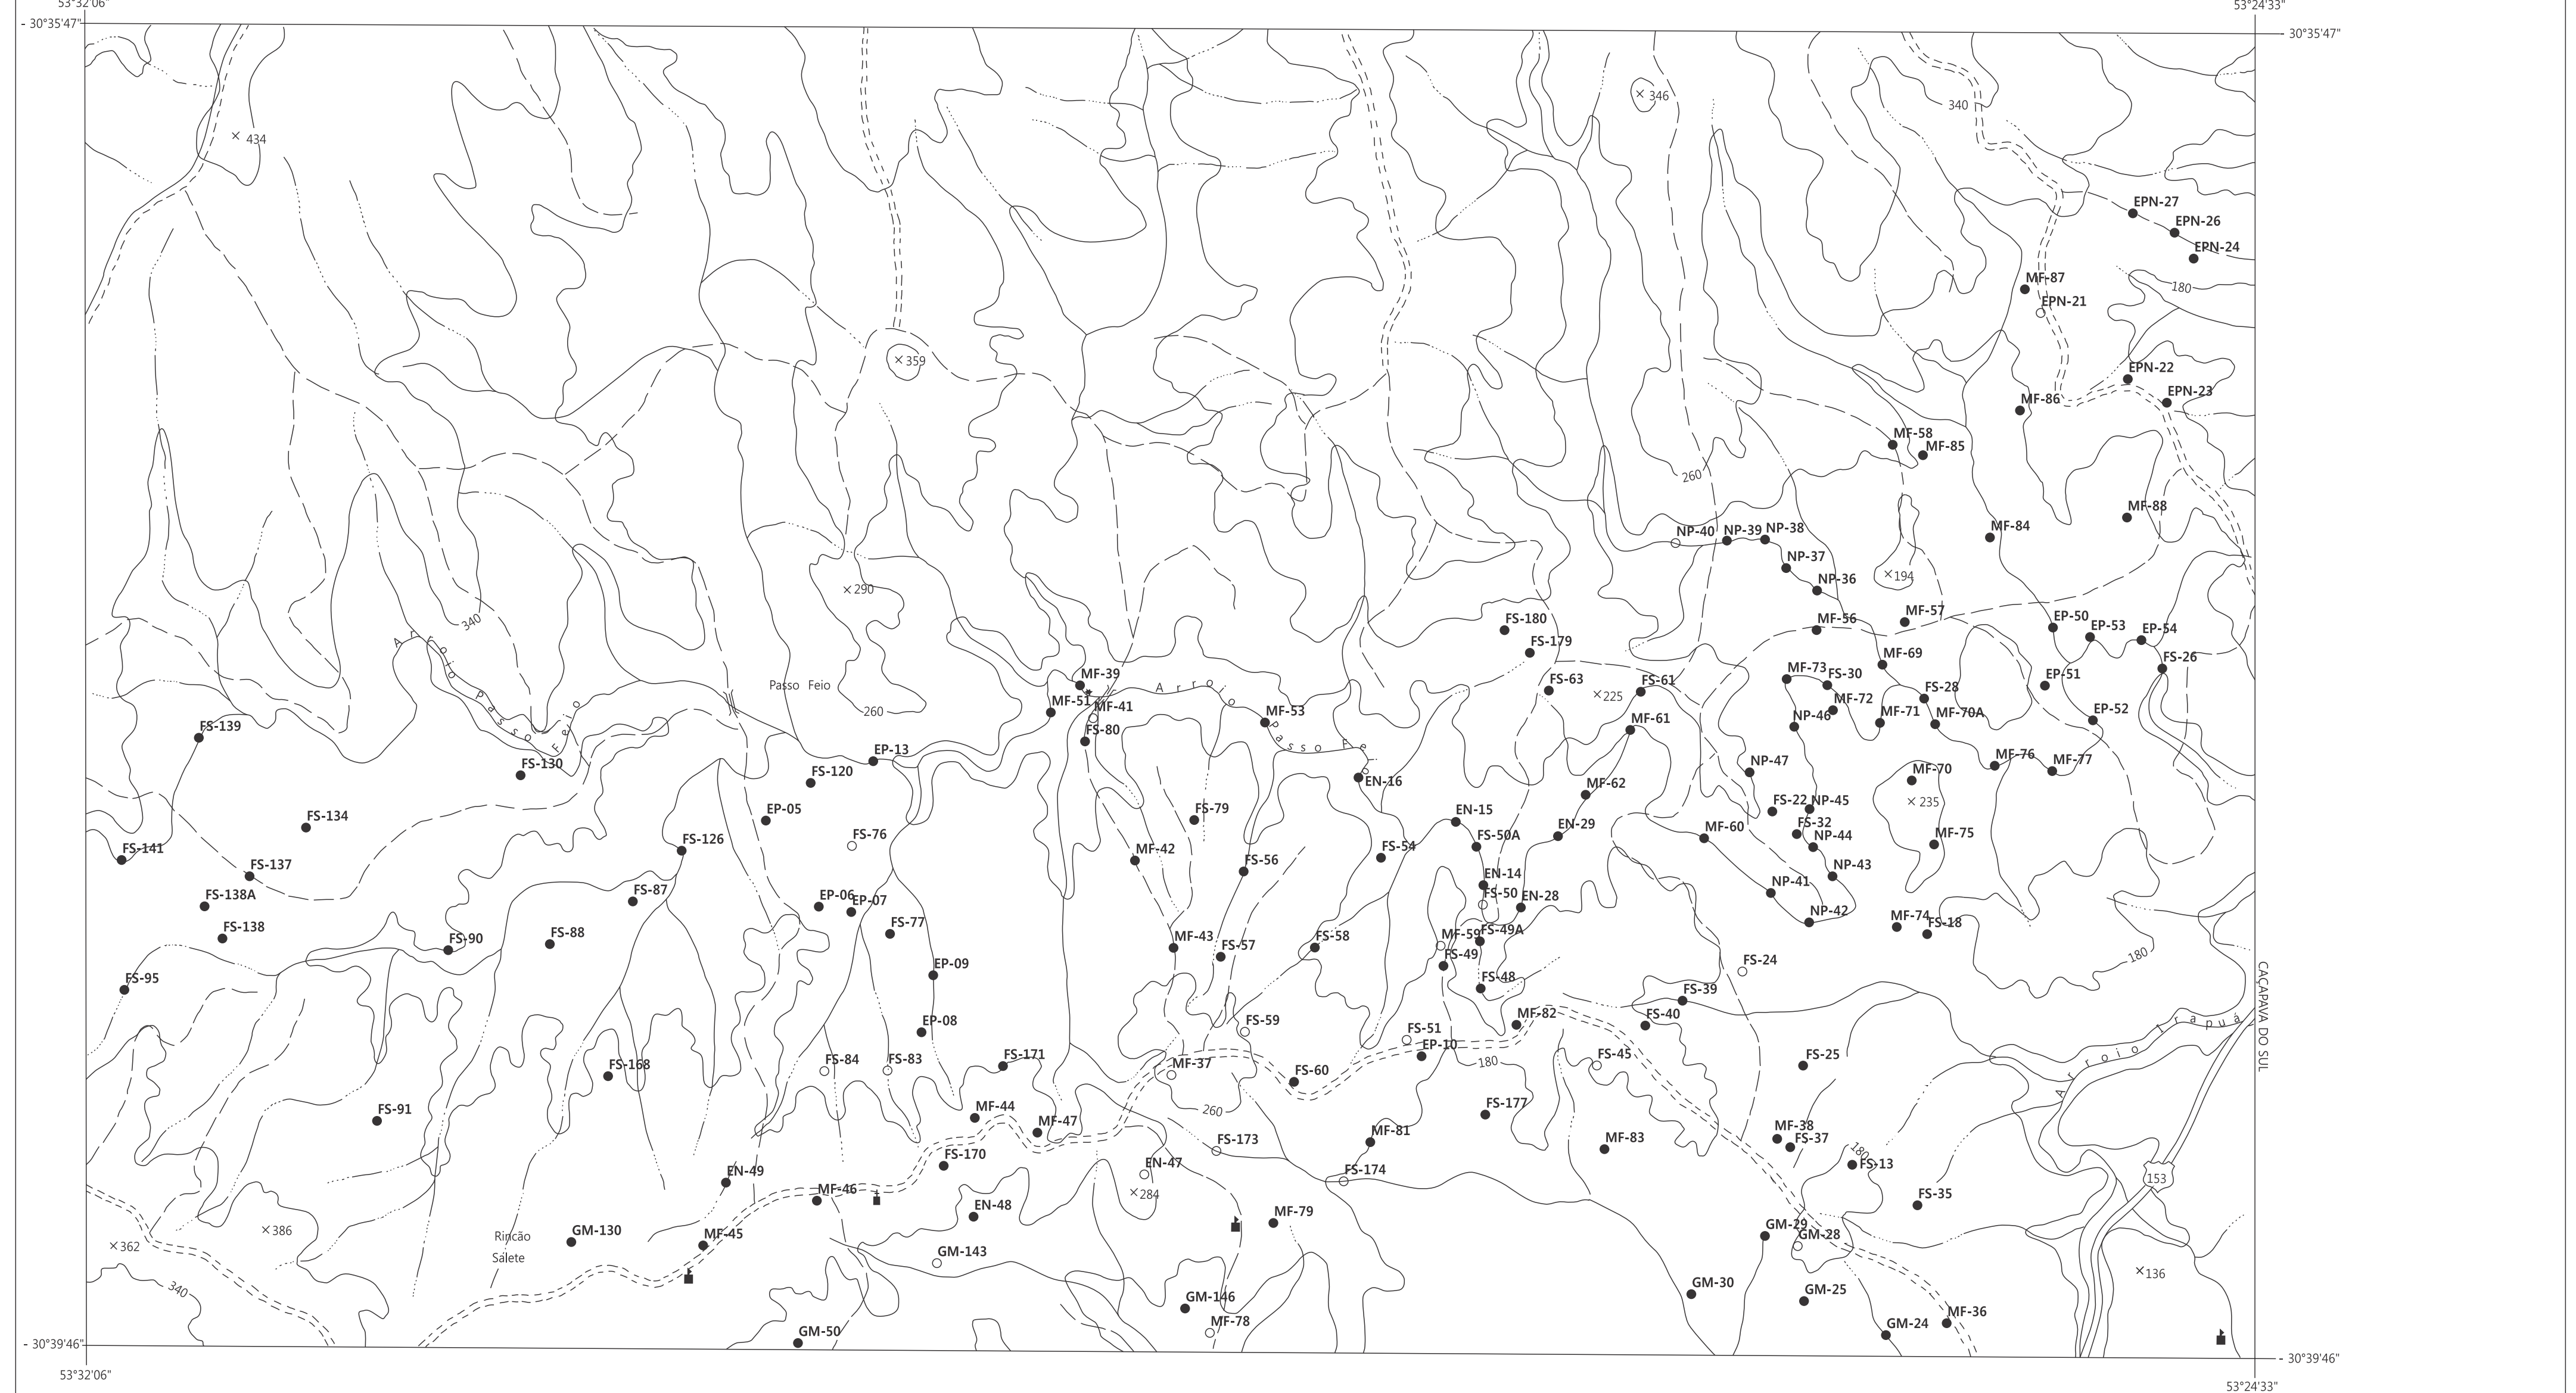 53°32'06"
53°24'33"
30°35'47"
30°35'47"
346
340
434
EPN-27
EPN-26
EPN-24
MF-87
180
EPN-21
359
EPN-22
EPN-23
MF-86
MF-58
MF-85
260
MF-88
MF-84
NP-40
NP-39
NP-38
NP-37
NP-36
194
290
MF-57
MF-56
FS-180
340
EP-50
EP-53
EP-54
FS-179
Arroio Passo Feio
FS-26
MF-69
MF-73
FS-30
MF-39
Passo Feio
FS-63
225
FS-61
EP-51
Arroio Passo Fei
MF-51
MF-41
MF-72
FS-28
260
MF-53
EP-52
FS-139
NP-46
MF-71
MF-70A
MF-61
FS-80
EP-13
MF-76
MF-77
FS-130
FS-120
NP-47
EN-16
MF-70
MF-62
235
EP-05
FS-79
EN-15
FS-22
NP-45
FS-134
FS-76
FS-50A
EN-29
MF-60
FS-32
NP-44
MF-75
FS-126
FS-141
MF-42
FS-54
FS-137
FS-56
NP-43
EN-14
FS-87
NP-41
FS-138A
EP-06
EP-07
FS-50
EN-28
NP-42
FS-77
MF-74
FS-18
FS-138
FS-88
FS-90
MF-43
FS-57
FS-58
MF-59
FS-49A
FS-49
180
FS-24
EP-09
FS-95
FS-48
FS-39
CAÇAPAVA DO SUL
MF-82
FS-40
EP-08
FS-59
FS-51
Arroio Irapuá
EP-10
FS-171
180
FS-45
FS-25
FS-84
FS-83
FS-168
MF-37
FS-60
FS-91
MF-44
260
FS-177
MF-47
MF-81
MF-38
FS-37
MF-83
FS-173
180
FS-170
EN-47
FS-174
FS-13
EN-49
153
MF-46
284
FS-35
EN-48
MF-79
386
Rincão
Salete
GM-130
MF-45
GM-29
GM-28
362
GM-143
136
340
GM-30
GM-146
GM-25
MF-78
MF-36
GM-50
GM-24
30°39'46"
30°39'46"
53°32'06"
53°24'33"